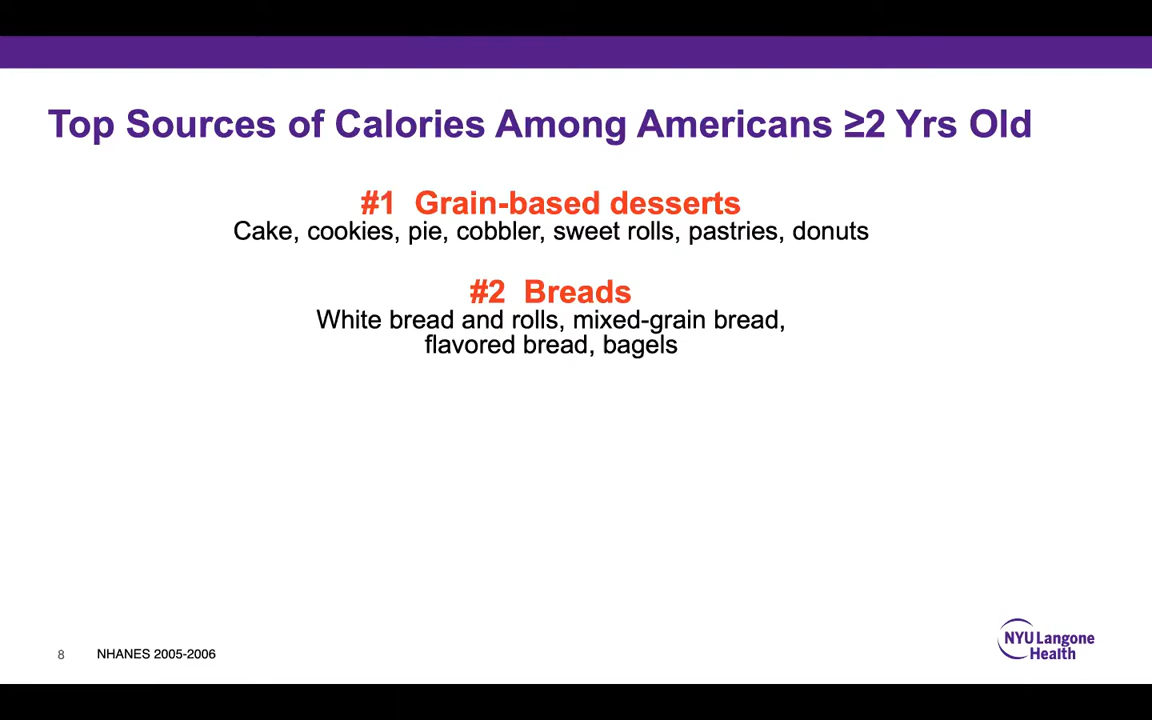 Top Sources of Calories Among Americans ≥2 Yrs Old
#1 Grain-based desserts
Cake, cookies, pie, cobbler, sweet rolls, pastries, donuts
#2 Breads
White bread and rolls, mixed-grain bread,
flavored bread, bagels
8 NHANES 2005-2006
NYU Langone
Health